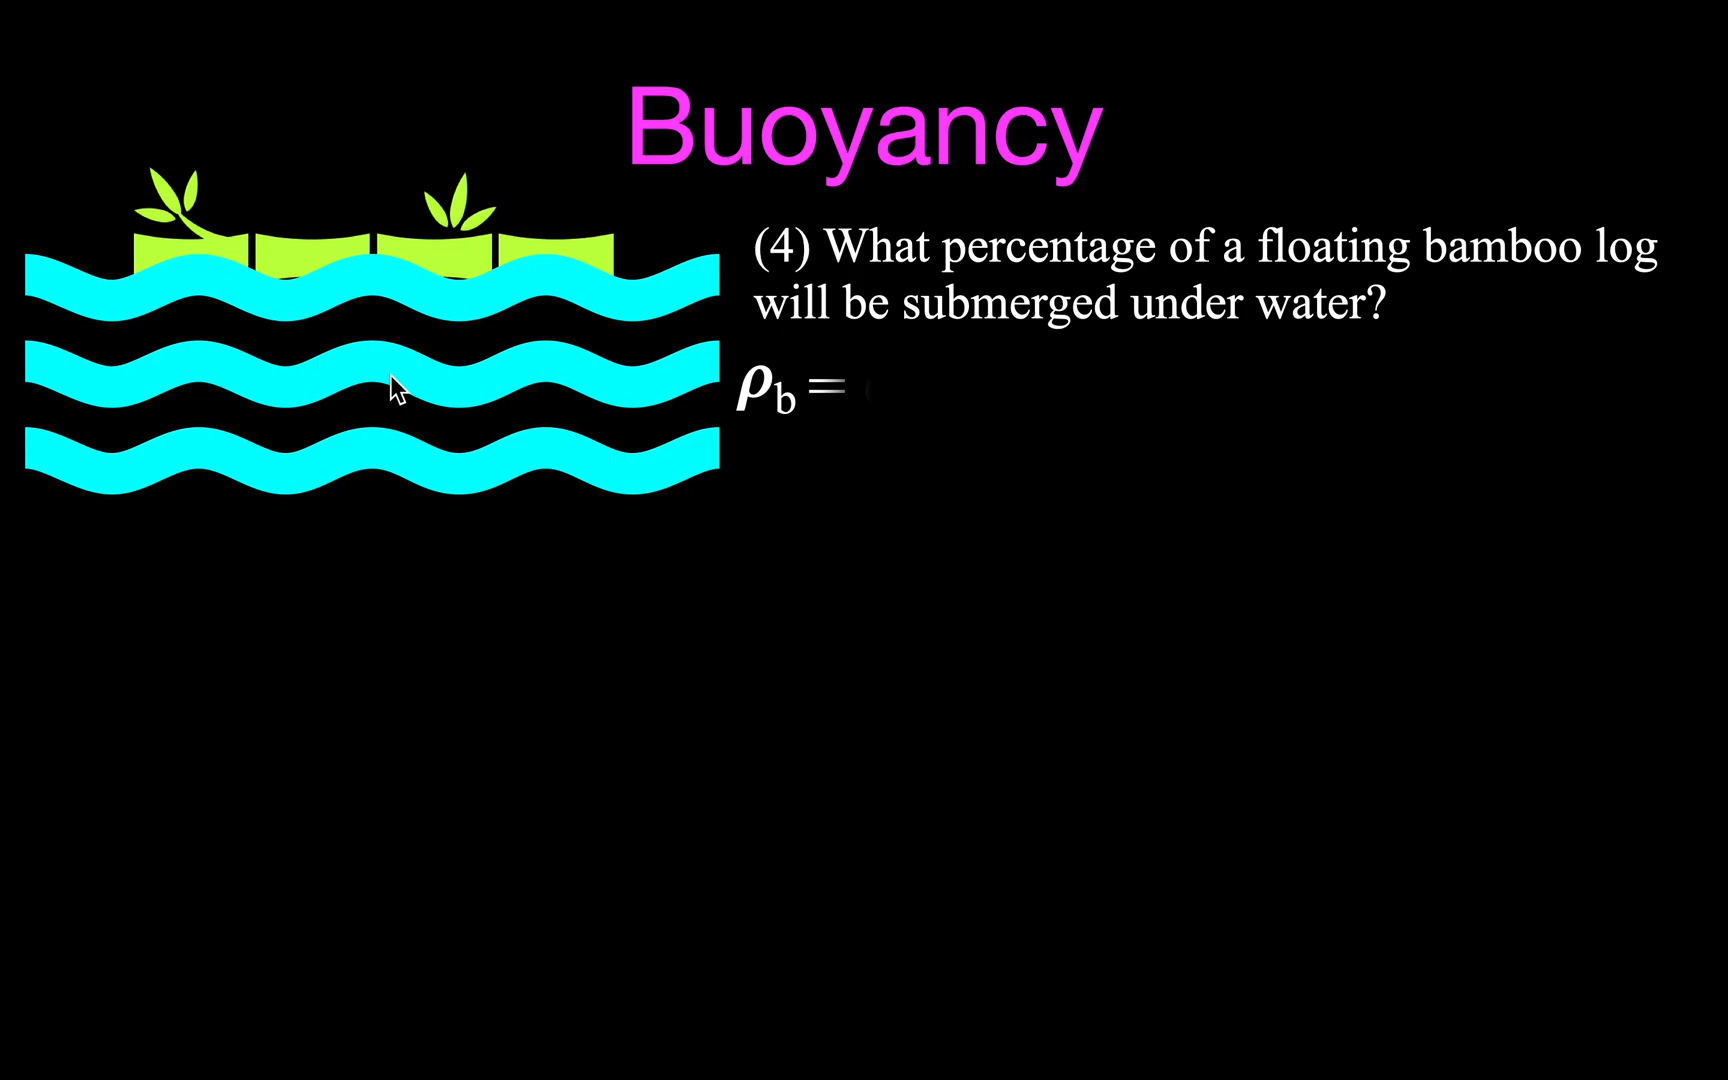 Buoyancy
(4) What percentage of a floating bamboo log
will be submerged under water?
ρb =